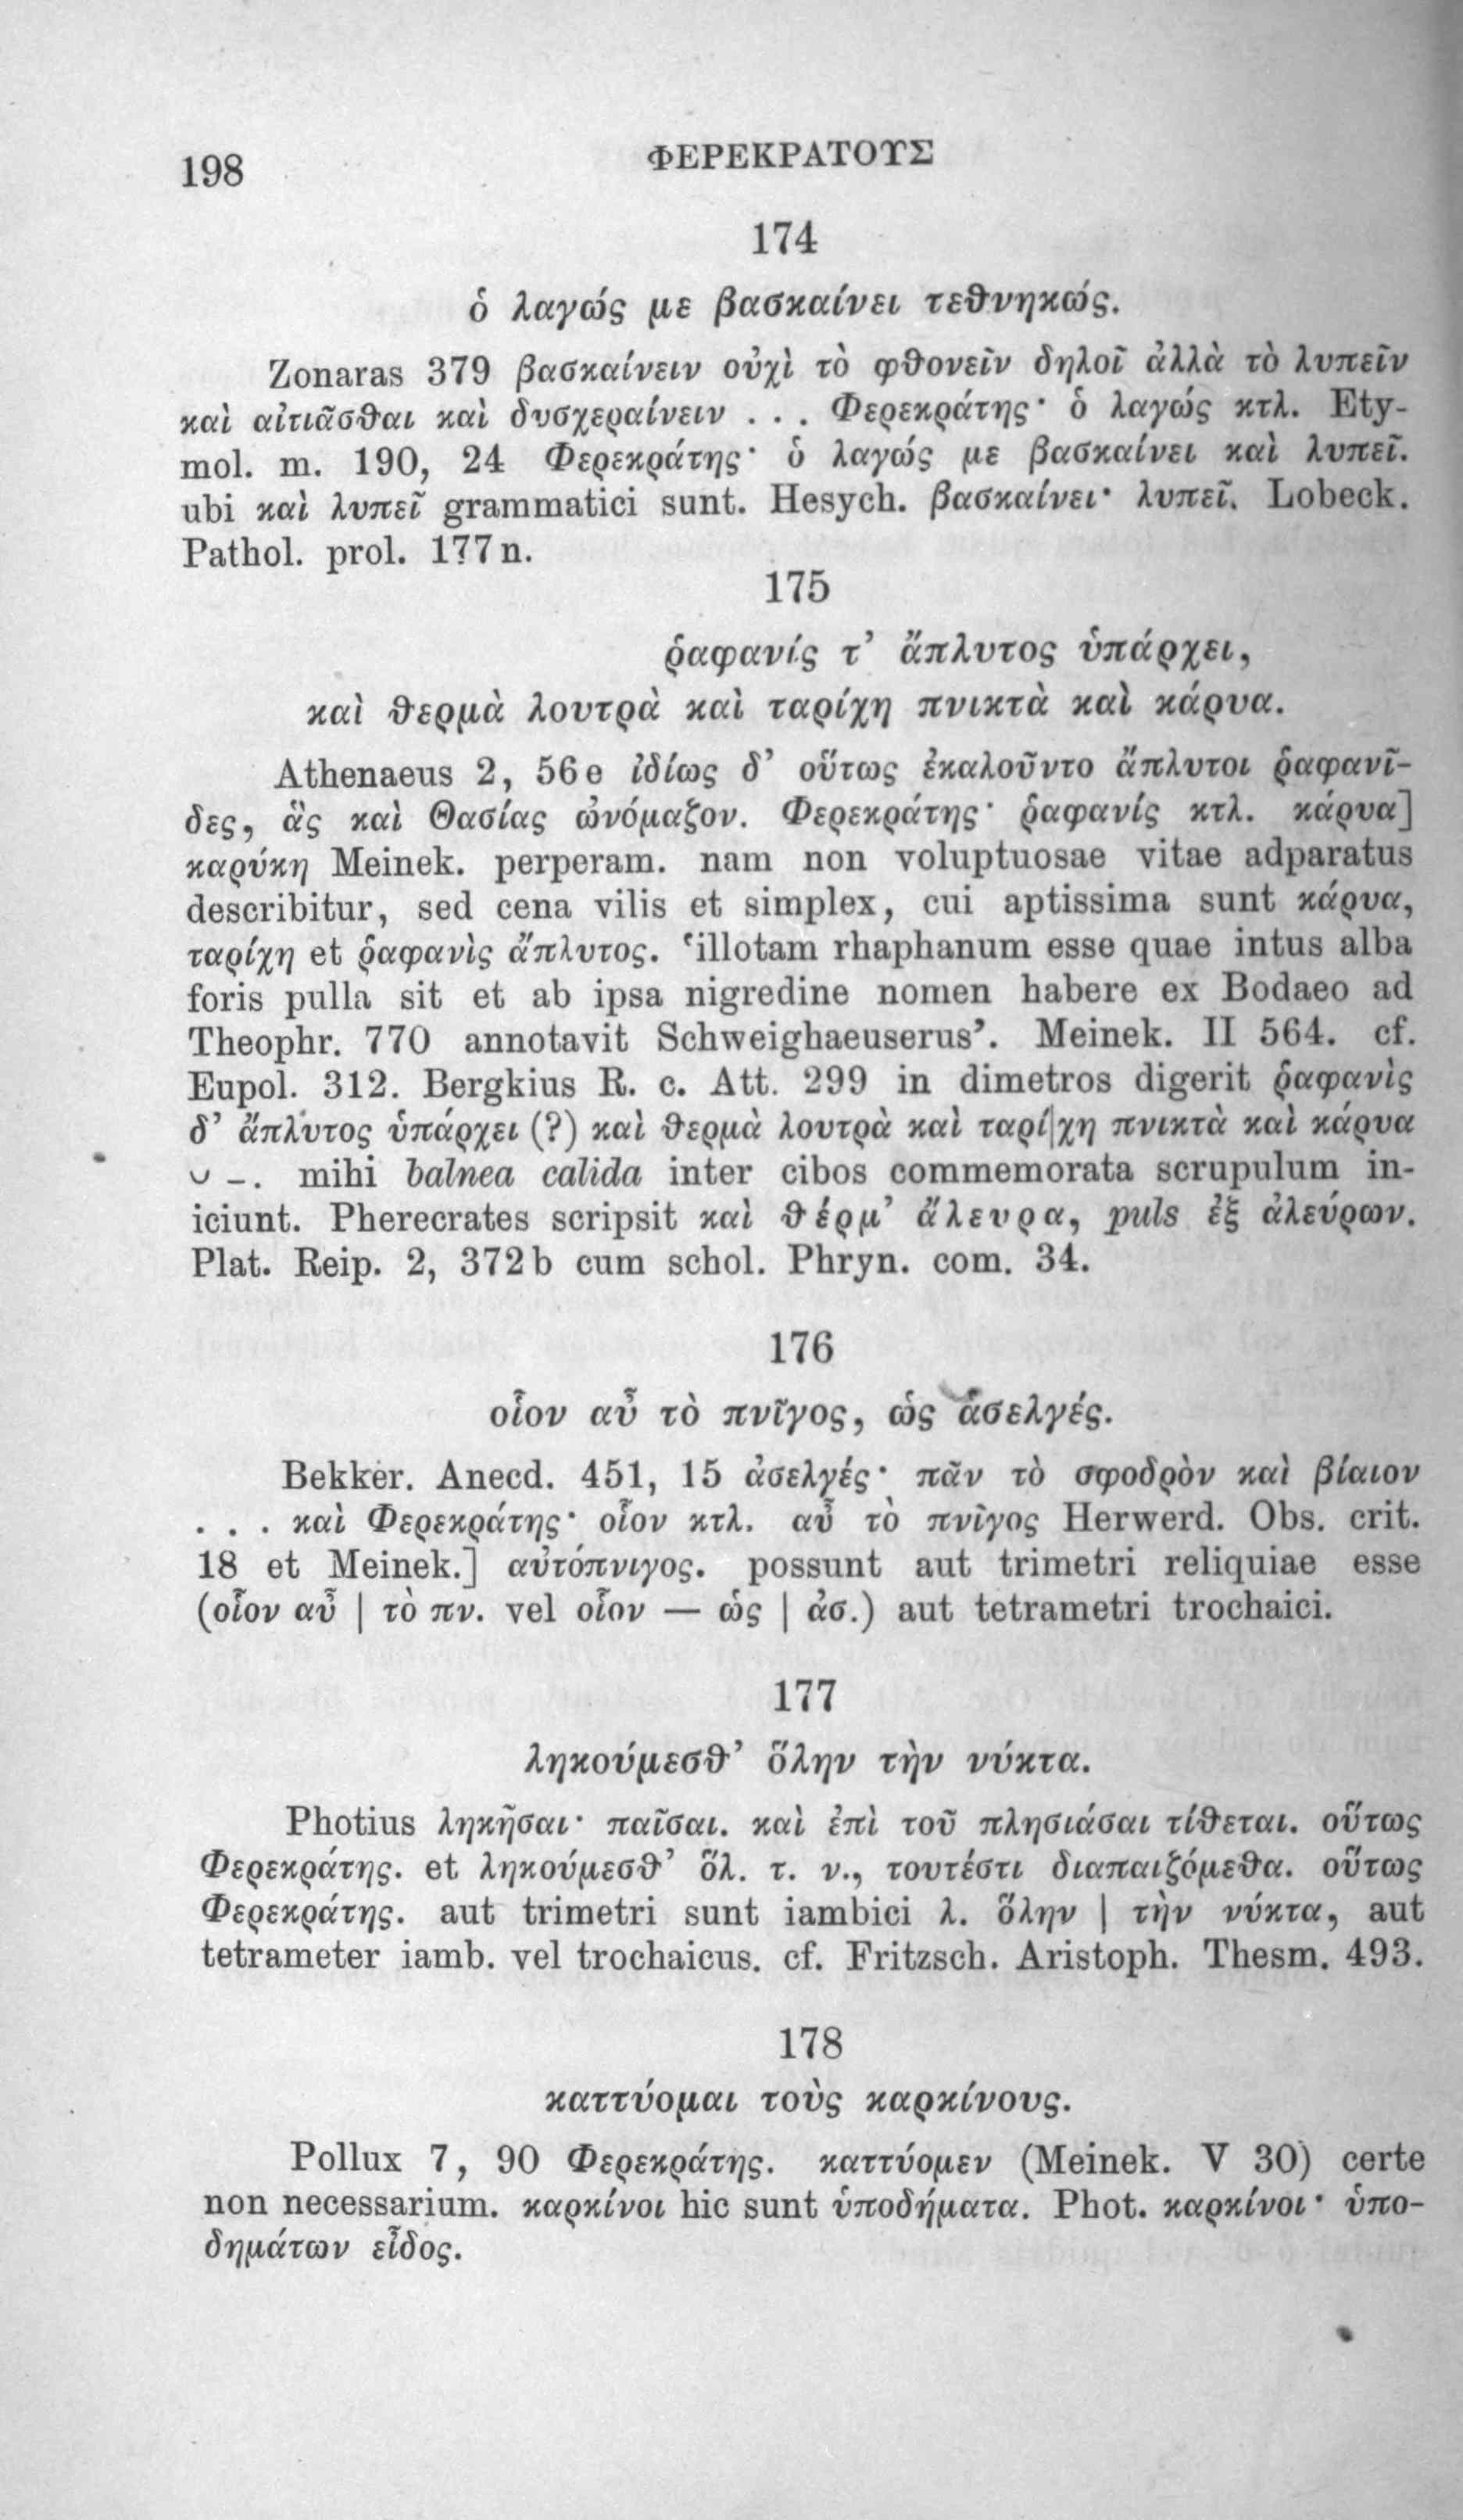 198
ΦΕΡΕΚΡΑΤΟΥΣ
174
ὁ λαγώς με βασκαίνει τεθνηκώς.
Zonaras 379 βασκαίνειν οὐχὶ τὸ φθονεῖν δηλοῖ ἀλλὰ τὸ λυπεῖν
καὶ αἰτιᾶσθαι καὶ δυσχεραίνειν . . . Φερεκράτης· ὁ λαγώς κτλ. Ety-
mol. m. 190, 24 Φερεκράτης· ὁ λαγώς με βασκαίνει καὶ λυπεῖ.
ubi καὶ λυπεῖ grammatici sunt. Hesych. βασκαίνει· λυπεῖ. Lobeck.
Pathol. prol. 177 n.
175
ῥαφανίς τ' ἄπλυτος ὑπάρχει,
καὶ θερμὰ λουτρὰ καὶ ταρίχη πνικτὰ καὶ κάρυα.
Athenaeus 2, 56 e ἰδίως δ' οὕτως ἐκαλοῦντο ἄπλυτοι ῥαφανῖ-
δες, ἃς καὶ Θασίας ὠνόμαζον. Φερεκράτης· ῥαφανίς κτλ. κάρυα]
καρύκη Meinek. perperam. nam non voluptuosae vitae adparatus
describitur, sed cena vilis et simplex, cui aptissima sunt κάρυα,
ταρίχη et ῥαφανὶς ἄπλυτος. 'illotam rhaphanum esse quae intus alba
foris pulla sit et ab ipsa nigredine nomen habere ex Bodaeo ad
Theophr. 770 annotavit Schweighaeuserus'. Meinek. II 564. cf.
Eupol. 312. Bergkius R. c. Att. 299 in dimetros digerit ῥαφανὶς
δ' ἄπλυτος ὑπάρχει (?) καὶ θερμὰ λουτρὰ καὶ ταρί|χη πνικτὰ καὶ κάρυα
∪ –. mihi balnea calida inter cibos commemorata scrupulum in-
iciunt. Pherecrates scripsit καὶ θέρμ' ἄλευρα, puls ἐξ ἀλεύρων.
Plat. Reip. 2, 372 b cum schol. Phryn. com. 34.
176
οἷον αὖ τὸ πνῖγος, ὡς ἀσελγές.
Bekker. Anecd. 451, 15 ἀσελγές· πᾶν τὸ σφοδρὸν καὶ βίαιον
. . . καὶ Φερεκράτης· οἷον κτλ. αὖ τὸ πνῖγος Herwerd. Obs. crit.
18 et Meinek.] αὐτόπνιγος. possunt aut trimetri reliquiae esse
(οἷον αὖ | τὸ πν. vel οἷον — ὡς | ἀσ.) aut tetrametri trochaici.
177
ληκούμεσθ' ὅλην τὴν νύκτα.
Photius ληκῆσαι· παῖσαι. καὶ ἐπὶ τοῦ πλησιάσαι τίθεται. οὕτως
Φερεκράτης. et ληκούμεσθ' ὅλ. τ. ν., τουτέστι διαπαιζόμεθα. οὕτως
Φερεκράτης. aut trimetri sunt iambici λ. ὅλην | τὴν νύκτα, aut
tetrameter iamb. vel trochaicus. cf. Fritzsch. Aristoph. Thesm. 493.
178
καττύομαι τοὺς καρκίνους.
Pollux 7, 90 Φερεκράτης. καττύομεν (Meinek. V 30) certe
non necessarium. καρκίνοι hic sunt ὑποδήματα. Phot. καρκίνοι· ὑπο-
δημάτων εἶδος.